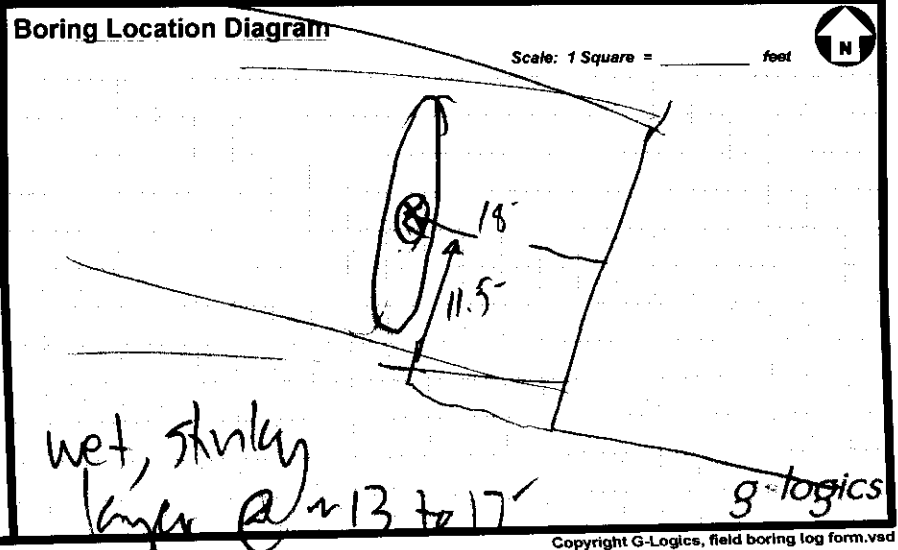 Boring Location Diagram
Scale: 1 Square = ________ feet
N
18'
11.5'
wet, stinky
layer @ ~ 13 to 17'
g-logics
Copyright G-Logics, field boring log form.vsd